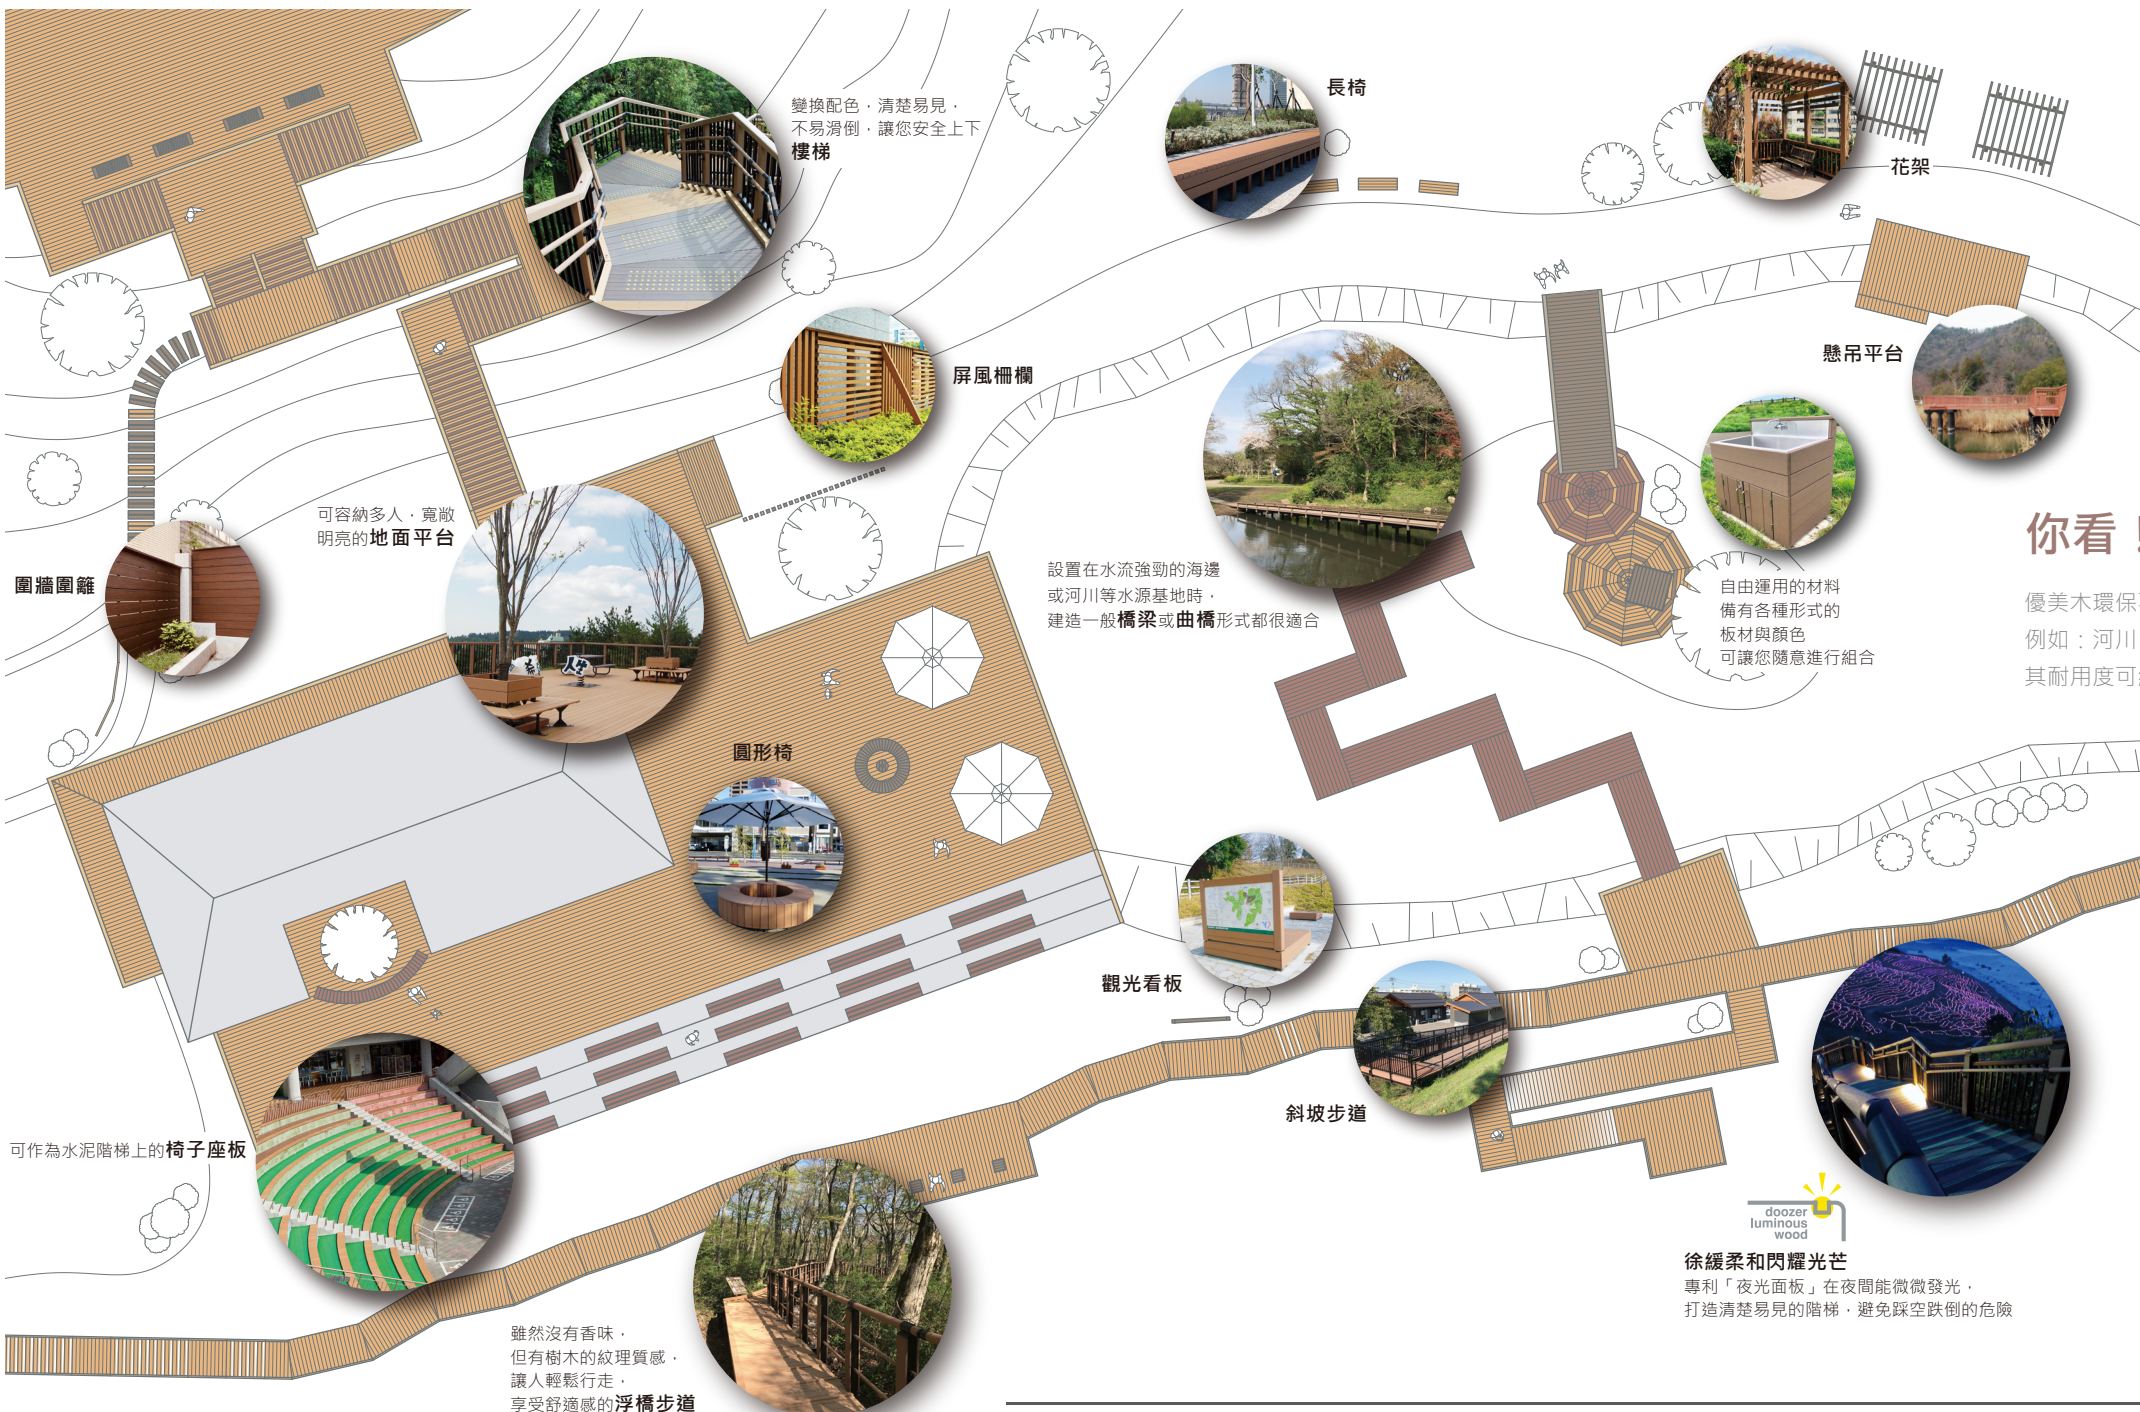 變換配色，清楚易見，
不易滑倒，讓您安全上下
樓梯
長椅
花架
屏風柵欄
懸吊平台
可容納多人，寬敞
明亮的地面平台
圍牆圍籬
設置在水流強勁的海邊
或河川等水源基地時，
建造一般橋梁或曲橋形式都很適合
自由運用的材料
備有各種形式的
板材與顏色
可讓您隨意進行組合
你看！
優美木環保
例如：河川
其耐用度可
人生
圓形椅
觀光看板
斜坡步道
可作為水泥階梯上的椅子座板
doozer
luminous
wood
徐緩柔和閃耀光芒
專利「夜光面板」在夜間能微微發光，
打造清楚易見的階梯，避免踩空跌倒的危險
雖然沒有香味，
但有樹木的紋理質感，
讓人輕鬆行走，
享受舒適感的浮橋步道